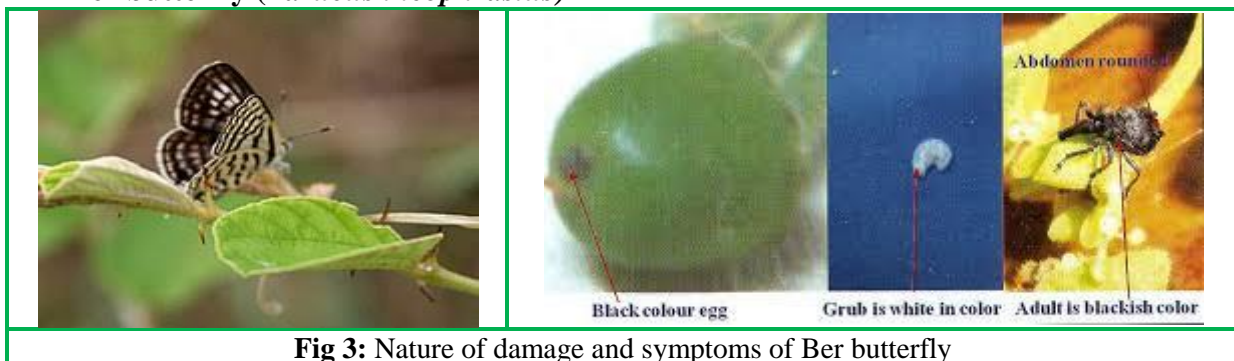 butterfly
Abdomen rounded
Black colour egg
Grub is white in color
Adult is blackish color
Fig 3: Nature of damage and symptoms of Ber butterfly